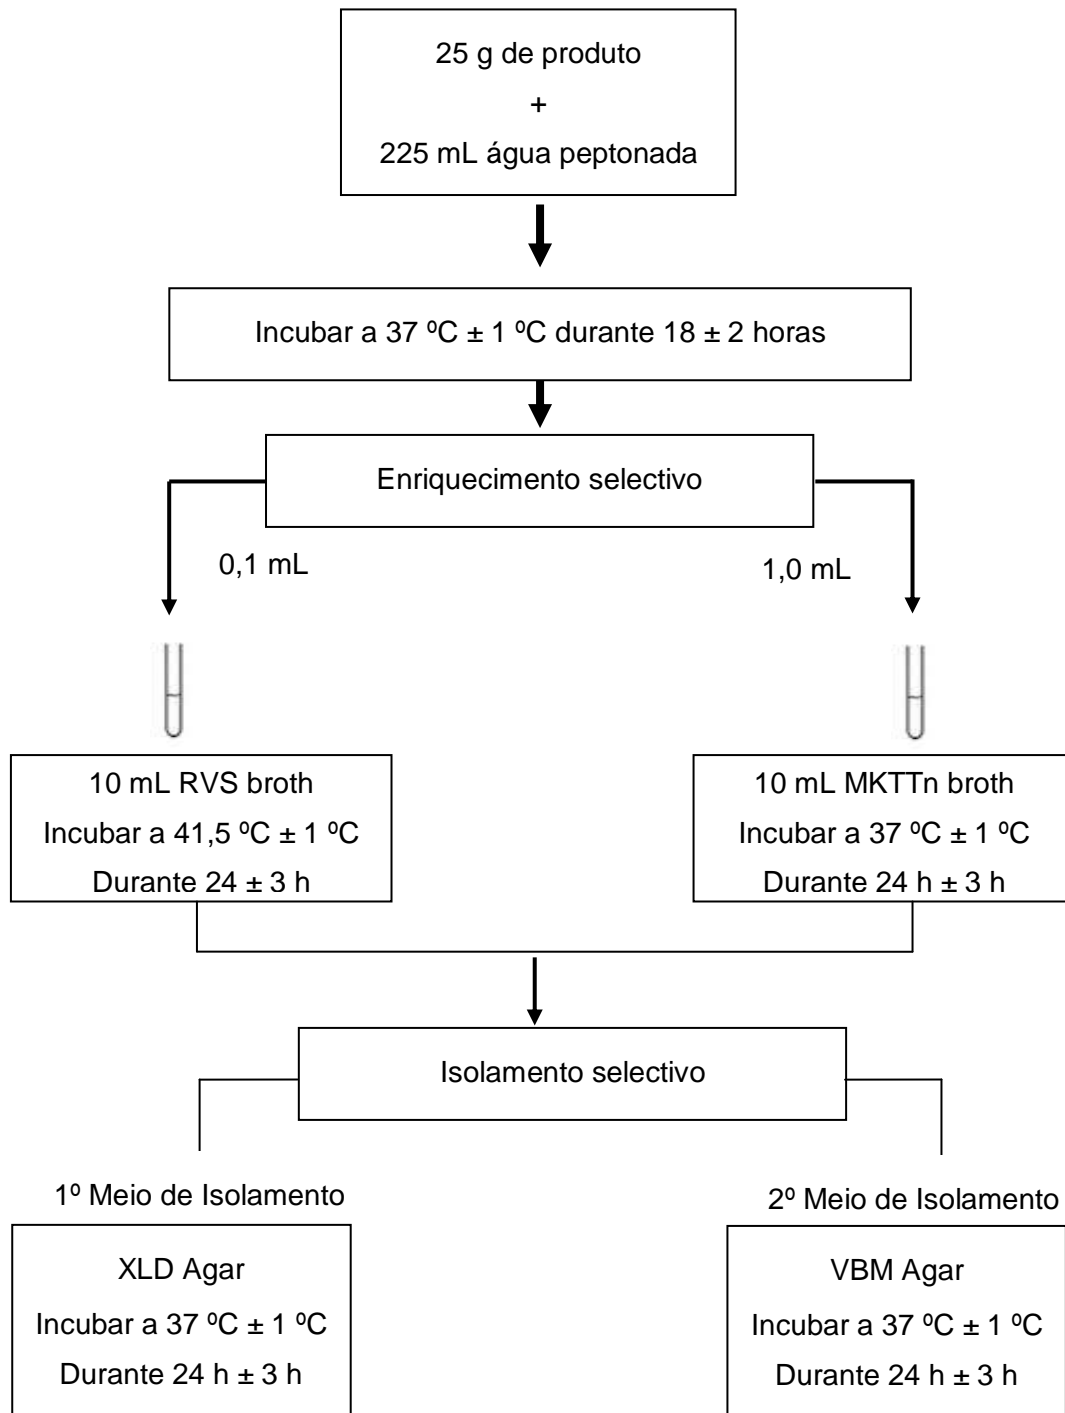 25 g de produto
+
225 mL água peptonada
Incubar a 37 ºC ± 1 ºC durante 18 ± 2 horas
Enriquecimento selectivo
0,1 mL
1,0 mL
10 mL RVS broth
Incubar a 41,5 ºC ± 1 ºC
Durante 24 ± 3 h
10 mL MKTTn broth
Incubar a 37 ºC ± 1 ºC
Durante 24 h ± 3 h
Isolamento selectivo
1º Meio de Isolamento
XLD Agar
Incubar a 37 ºC ± 1 ºC
Durante 24 h ± 3 h
2º Meio de Isolamento
VBM Agar
Incubar a 37 ºC ± 1 ºC
Durante 24 h ± 3 h